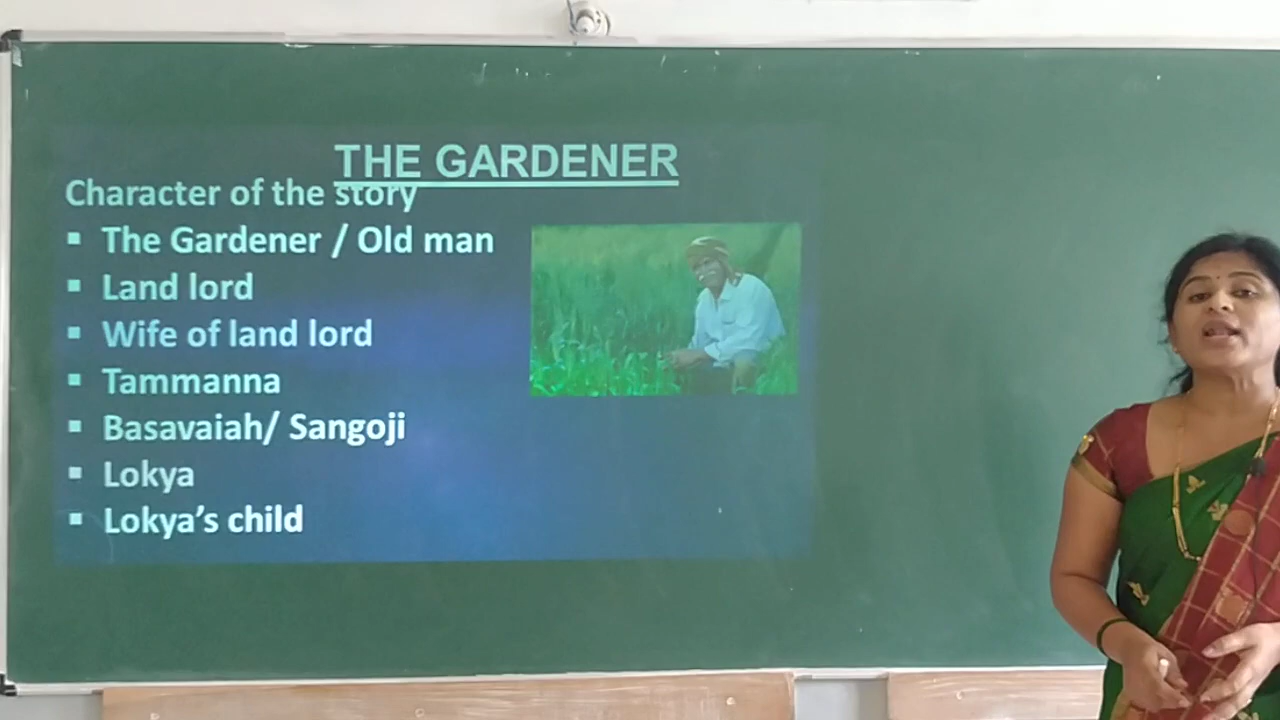 THE GARDENER
Character of the story
▪ The Gardener / Old man
▪ Land lord
▪ Wife of land lord
▪ Tammanna
▪ Basavaiah/ Sangoji
▪ Lokya
▪ Lokya’s child